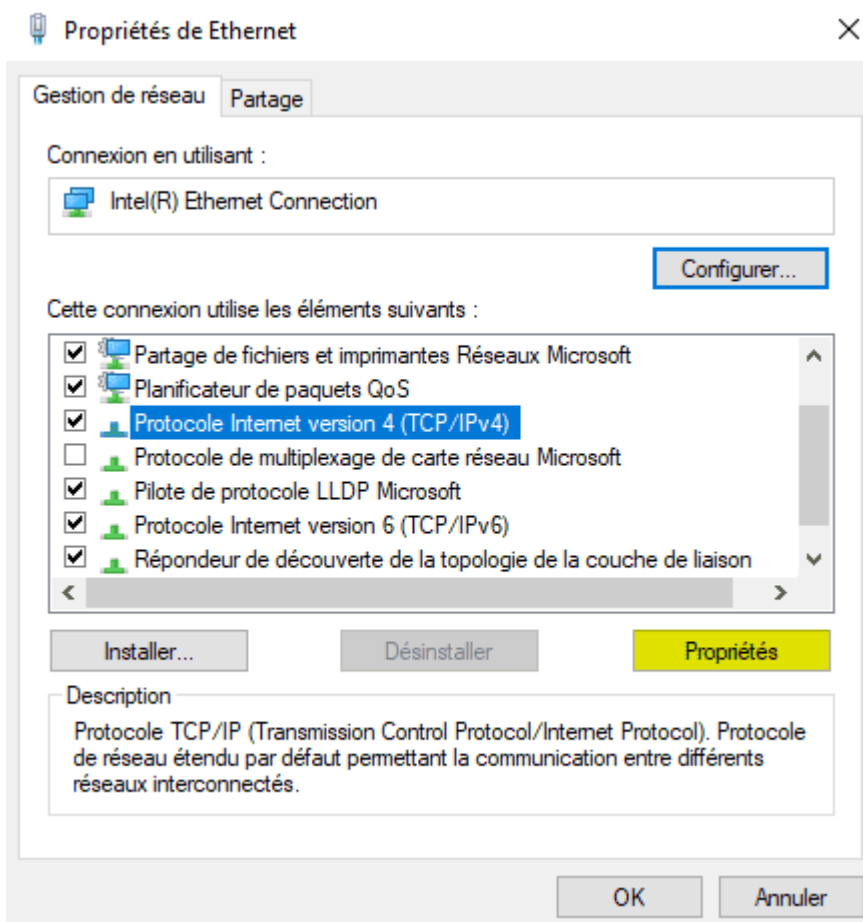 Propriétés de Ethernet
Gestion de réseau
Partage
Connexion en utilisant :
Intel(R) Ethernet Connection
Configurer...
Cette connexion utilise les éléments suivants :
Partage de fichiers et imprimantes Réseaux Microsoft
Planificateur de paquets QoS
Protocole Internet version 4 (TCP/IPv4)
Protocole de multiplexage de carte réseau Microsoft
Pilote de protocole LLDP Microsoft
Protocole Internet version 6 (TCP/IPv6)
Répondeur de découverte de la topologie de la couche de liaison
Installer...
Désinstaller
Propriétés
Description
Protocole TCP/IP (Transmission Control Protocol/Internet Protocol). Protocole
de réseau étendu par défaut permettant la communication entre différents
réseaux interconnectés.
OK
Annuler